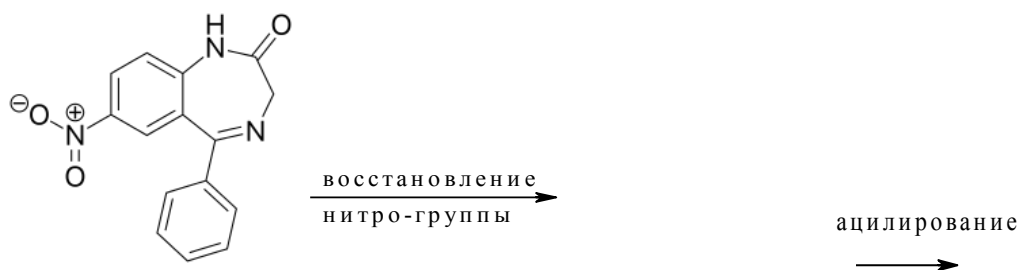 H
N
O
O
N
N
O
восстановление
нитро-группы
ацилирование